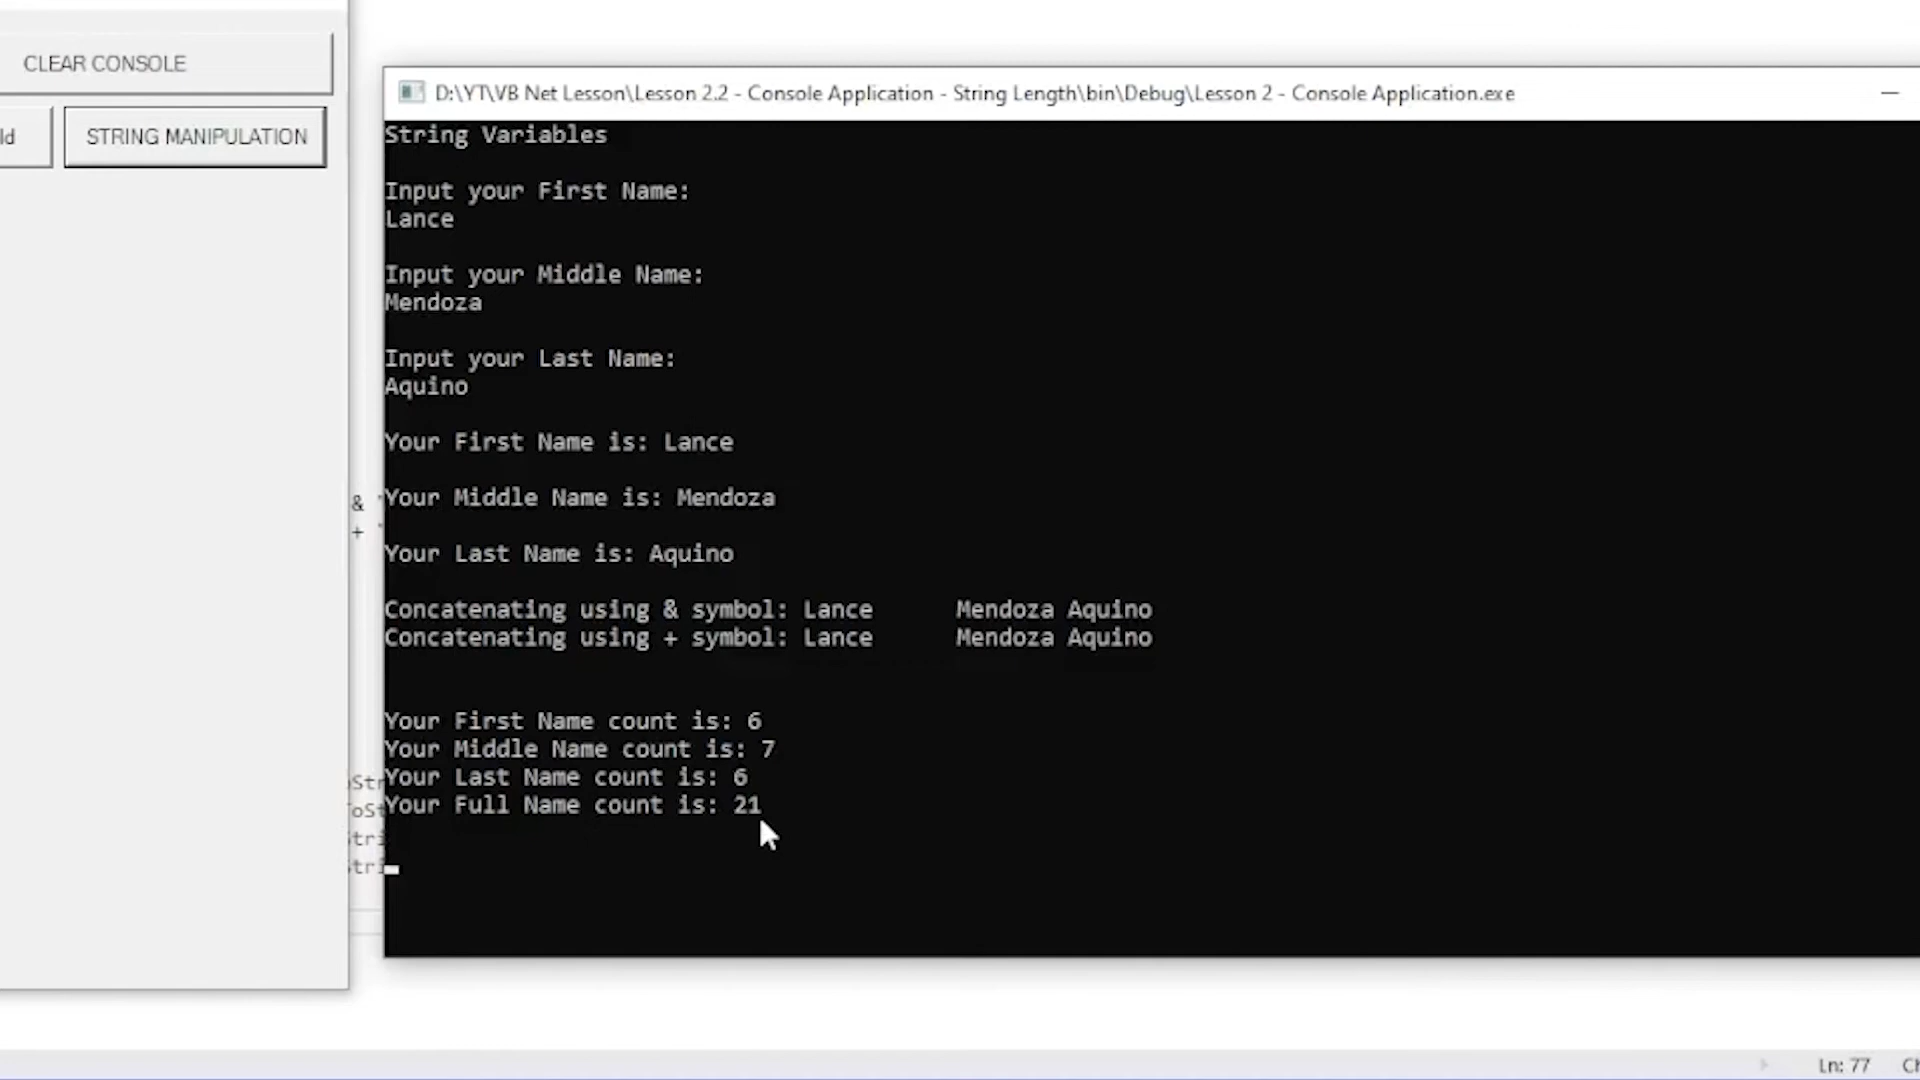 CLEAR CONSOLE
ld
STRING MANIPULATION
D:\YT\VB Net Lesson\Lesson 2.2 - Console Application - String Length\bin\Debug\Lesson 2 - Console Application.exe
String Variables
Input your First Name:
Lance
Input your Middle Name:
Mendoza
Input your Last Name:
Aquino
Your First Name is: Lance
& "
Your Middle Name is: Mendoza
+ "
Your Last Name is: Aquino
Concatenating using & symbol: Lance      Mendoza Aquino
Concatenating using + symbol: Lance      Mendoza Aquino
Your First Name count is: 6
Your Middle Name count is: 7
Your Last Name count is: 6
Your Full Name count is: 21
Ln: 77